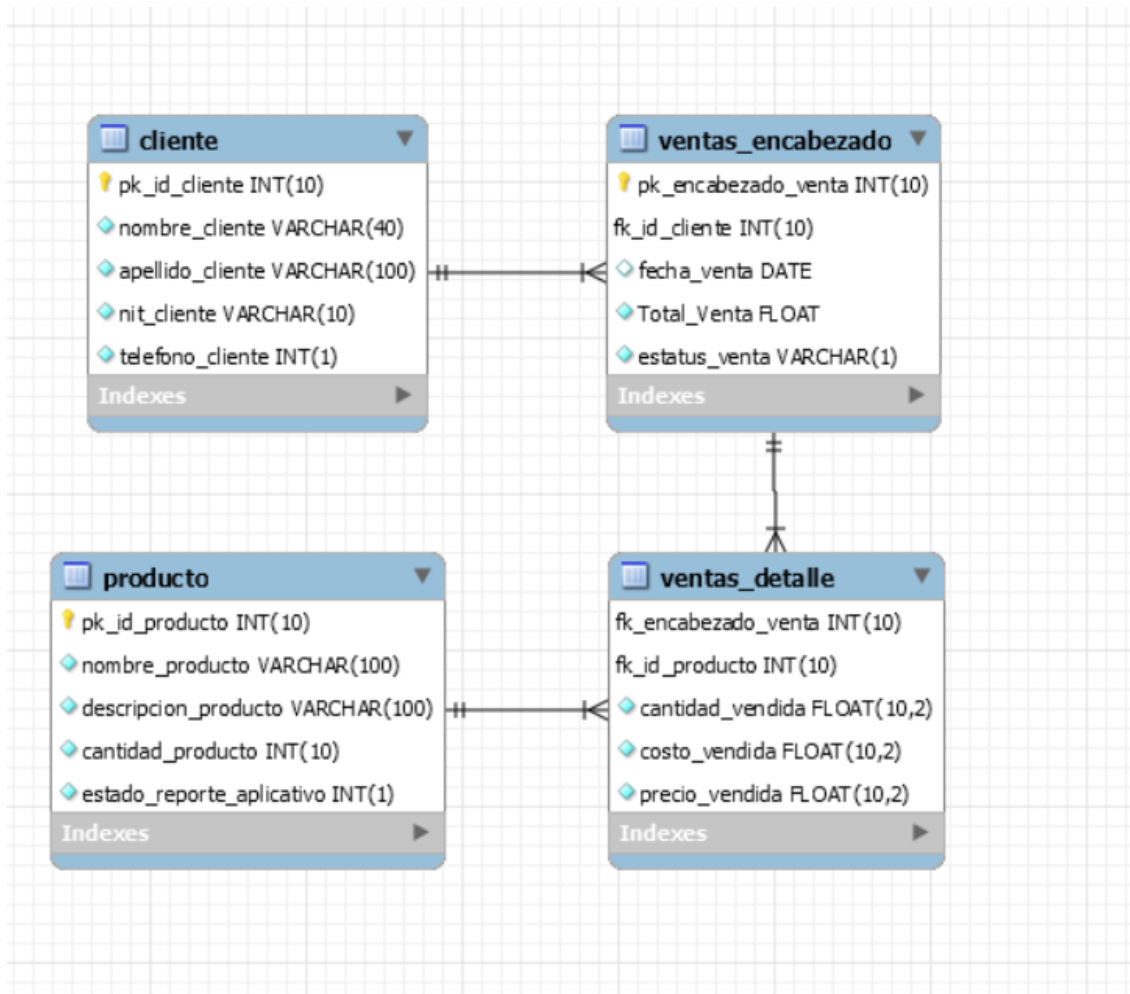 cliente
pk_id_cliente INT(10)
nombre_cliente VARCHAR(40)
apellido_cliente VARCHAR(100)
nit_cliente VARCHAR(10)
telefono_cliente INT(1)
Indexes
ventas_encabezado
pk_encabezado_venta INT(10)
fk_id_cliente INT(10)
fecha_venta DATE
Total_Venta FLOAT
estatus_venta VARCHAR(1)
Indexes
producto
pk_id_producto INT(10)
nombre_producto VARCHAR(100)
descripcion_producto VARCHAR(100)
cantidad_producto INT(10)
estado_reporte_aplicativo INT(1)
Indexes
ventas_detalle
fk_encabezado_venta INT(10)
fk_id_producto INT(10)
cantidad_vendida FLOAT(10,2)
costo_vendida FLOAT(10,2)
precio_vendida FLOAT(10,2)
Indexes